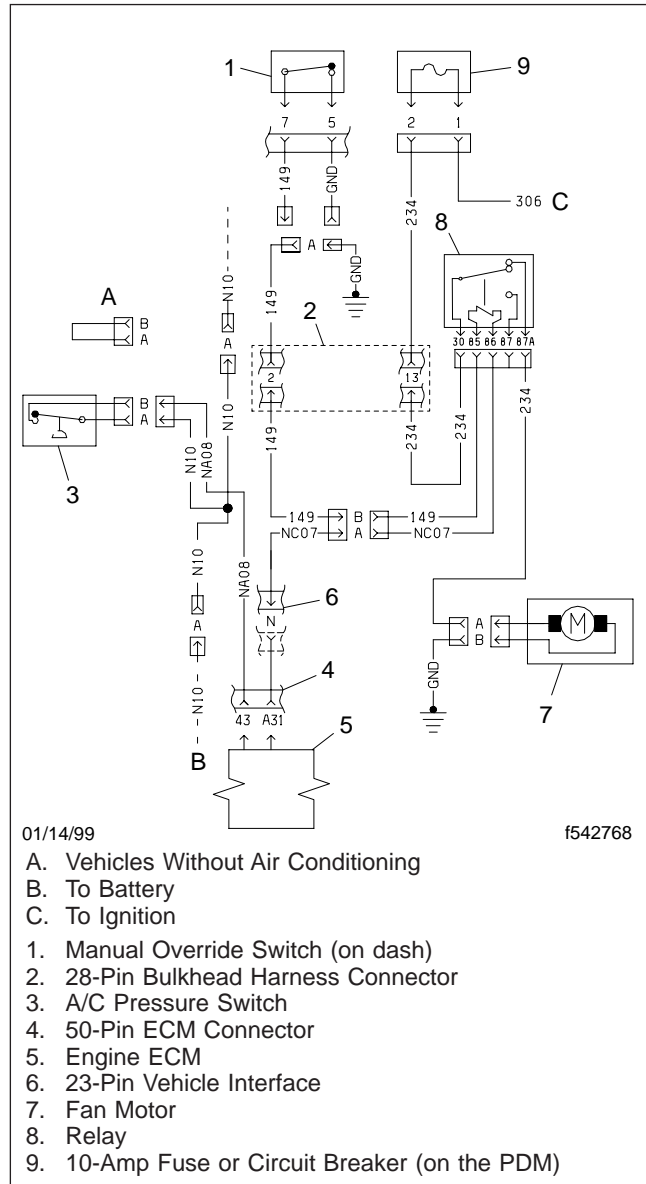 1
9
7 5
2 1
149
GND
234
306 C
8
A
GND
N10
149
2
A
B
A
A
30 85 86 87 87A
2
13
N10
149
234
234
234
B
A
3
N10
NA08
149 B 149
NC07 A NC07
N10
NA08
6
N
A
A
B
GND
M
7
4
43 A31
N10
5
B
01/14/99
f542768
A. Vehicles Without Air Conditioning
B. To Battery
C. To Ignition
1. Manual Override Switch (on dash)
2. 28-Pin Bulkhead Harness Connector
3. A/C Pressure Switch
4. 50-Pin ECM Connector
5. Engine ECM
6. 23-Pin Vehicle Interface
7. Fan Motor
8. Relay
9. 10-Amp Fuse or Circuit Breaker (on the PDM)